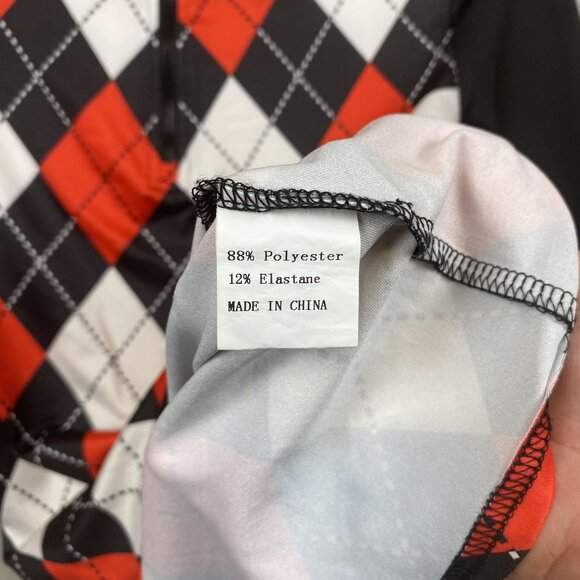 88% Polyester
12% Elastane
MADE IN CHINA